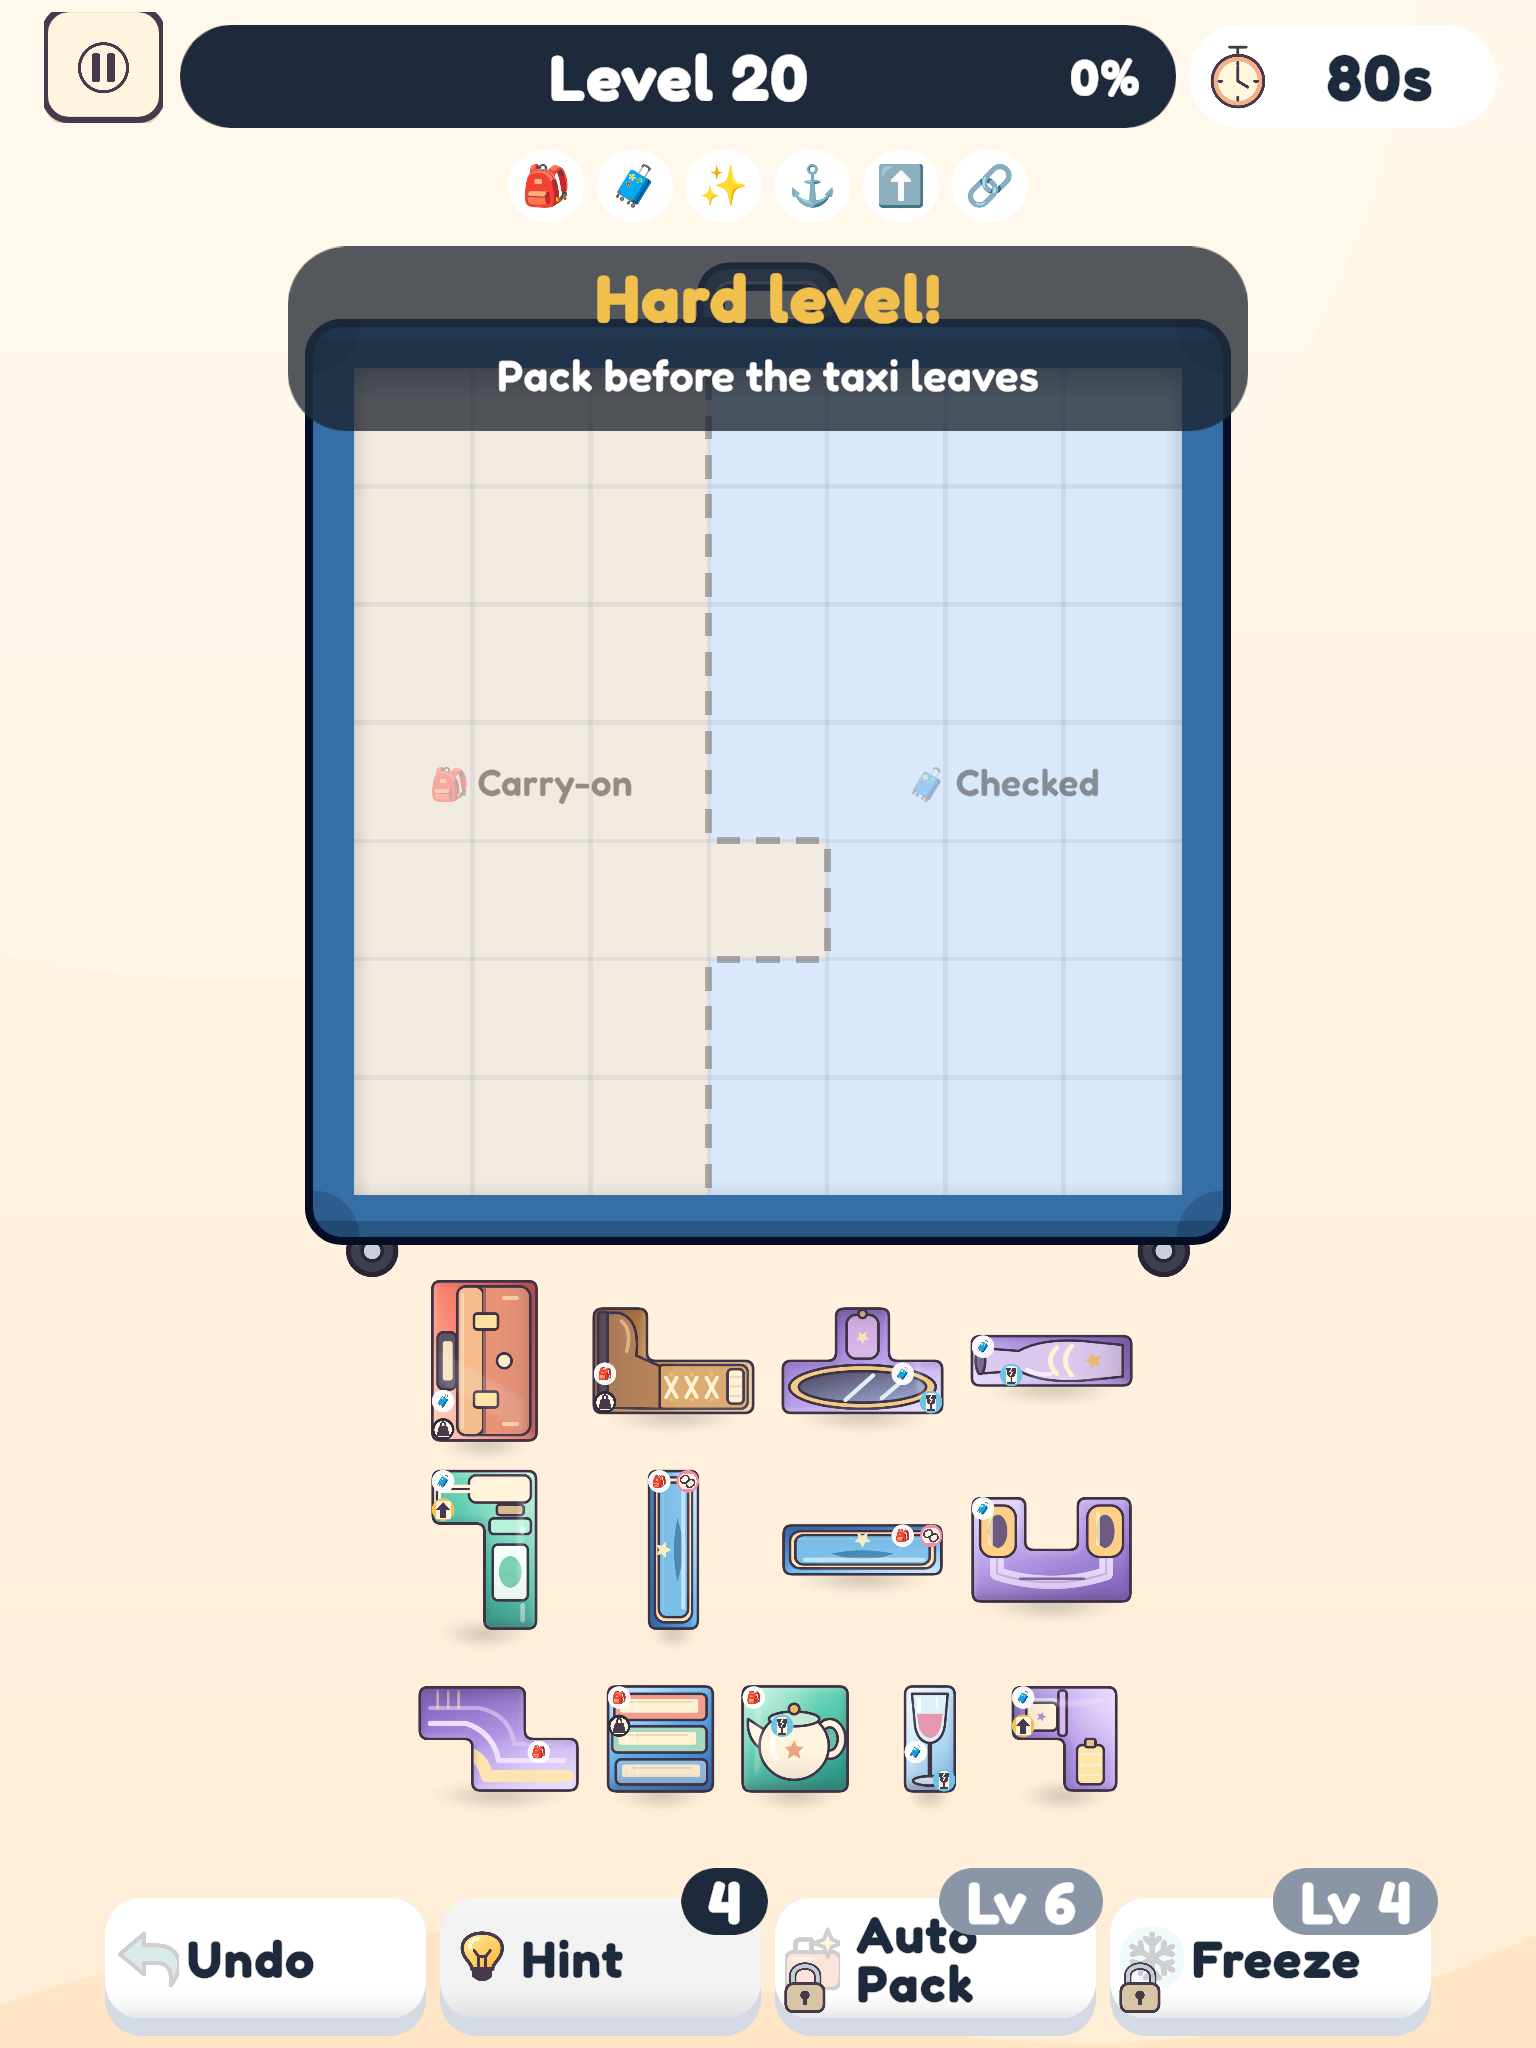 Level 20
0%
80s
Hard level!
Pack before the taxi leaves
Carry-on
Checked
4
Lv 6
Lv 4
Undo
Hint
Auto
Pack
Freeze